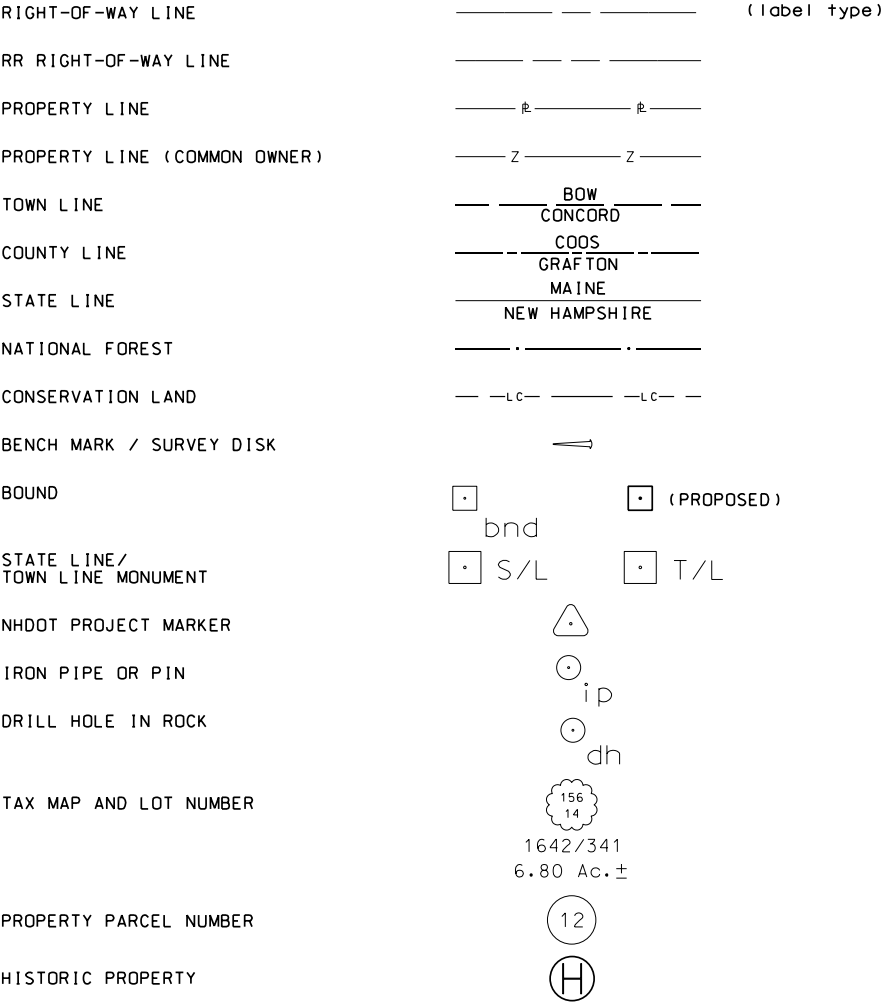 RIGHT-OF-WAY LINE (label type)
RR RIGHT-OF-WAY LINE
PROPERTY LINE ⅊ ⅊
PROPERTY LINE (COMMON OWNER) Z Z
TOWN LINE BOW
CONCORD
COUNTY LINE COOS
GRAFTON
STATE LINE MAINE
NEW HAMPSHIRE
NATIONAL FOREST
CONSERVATION LAND LC LC
BENCH MARK / SURVEY DISK
BOUND (PROPOSED)
bnd
STATE LINE/
TOWN LINE MONUMENT S/L T/L
NHDOT PROJECT MARKER
IRON PIPE OR PIN
ip
DRILL HOLE IN ROCK
dh
TAX MAP AND LOT NUMBER 156
14
1642/341
6.80 Ac.±
PROPERTY PARCEL NUMBER 12
HISTORIC PROPERTY H